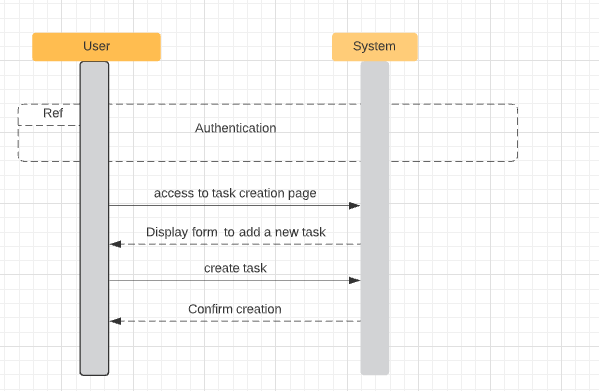 User
System
Ref
Authentication
access to task creation page
Display form to add a new task
create task
Confirm creation